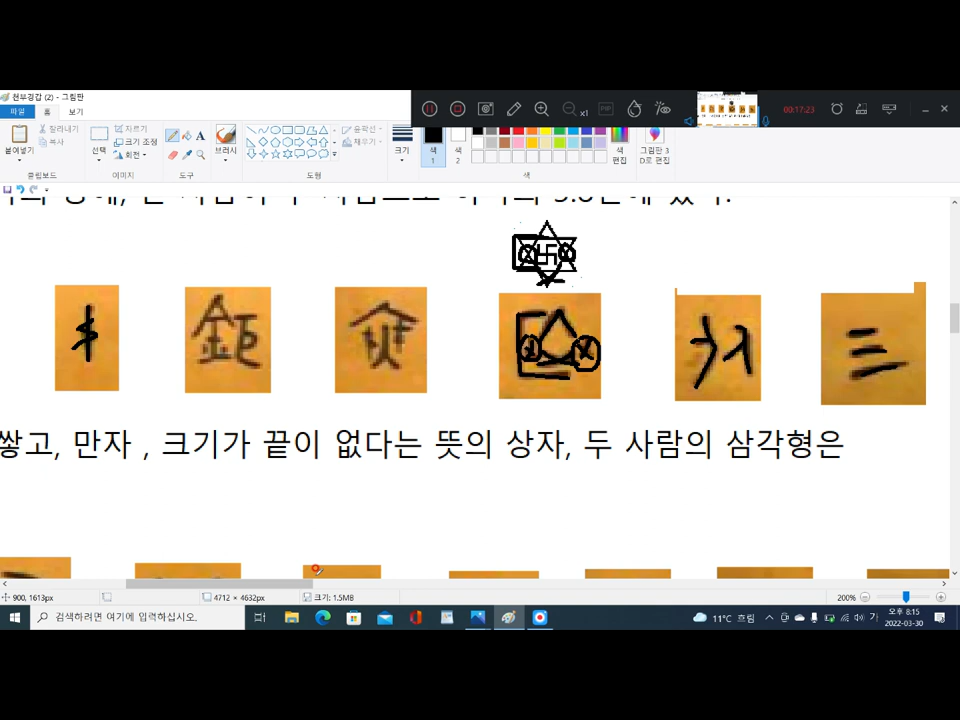 천부경갑 (2) - 그림판
00:17:23
파일 홈 보기
붙여넣기 잘라내기 복사 선택 자르기 크기 조정 회전 브러시 윤곽선 채우기 크기 색 1 색 2 색 편집 그림판 3D로 편집
클립보드 이미지 도구 도형 색
쌓고, 만자 , 크기가 끝이 없다는 뜻의 상자, 두 사람의 삼각형은
900, 1613px 4712 × 4632px 크기: 1.5MB 200%
검색하려면 여기에 입력하십시오. 11°C 흐림 가 오후 8:15
2022-03-30